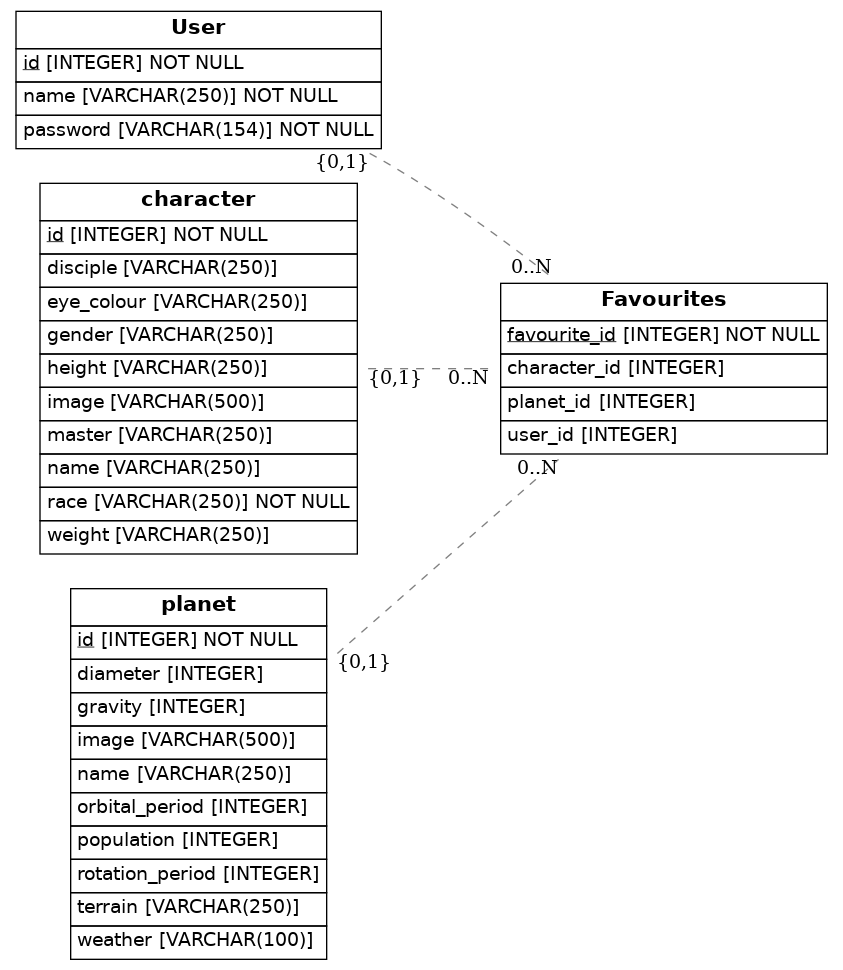 User
id [INTEGER] NOT NULL
name [VARCHAR(250)] NOT NULL
password [VARCHAR(154)] NOT NULL
{0,1}
character
id [INTEGER] NOT NULL
disciple [VARCHAR(250)]
eye_colour [VARCHAR(250)]
gender [VARCHAR(250)]
height [VARCHAR(250)]
image [VARCHAR(500)]
master [VARCHAR(250)]
name [VARCHAR(250)]
race [VARCHAR(250)] NOT NULL
weight [VARCHAR(250)]
{0,1}
0..N
0..N
Favourites
favourite_id [INTEGER] NOT NULL
character_id [INTEGER]
planet_id [INTEGER]
user_id [INTEGER]
0..N
planet
id [INTEGER] NOT NULL
diameter [INTEGER]
gravity [INTEGER]
image [VARCHAR(500)]
name [VARCHAR(250)]
orbital_period [INTEGER]
population [INTEGER]
rotation_period [INTEGER]
terrain [VARCHAR(250)]
weather [VARCHAR(100)]
{0,1}